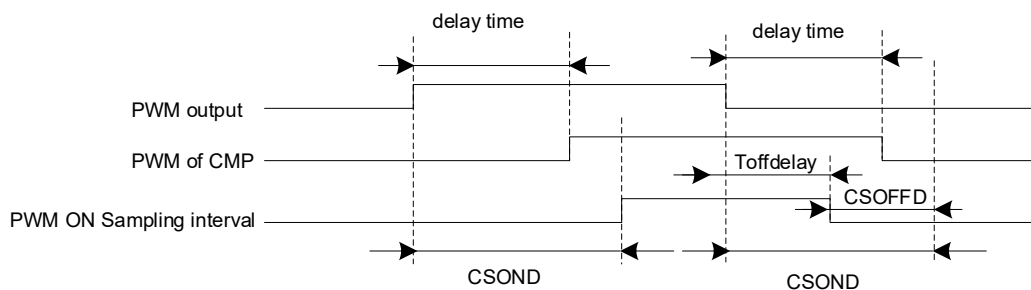 delay time
delay time
PWM output
PWM of CMP
Toffdelay
CSOFFD
PWM ON Sampling interval
CSOND
CSOND